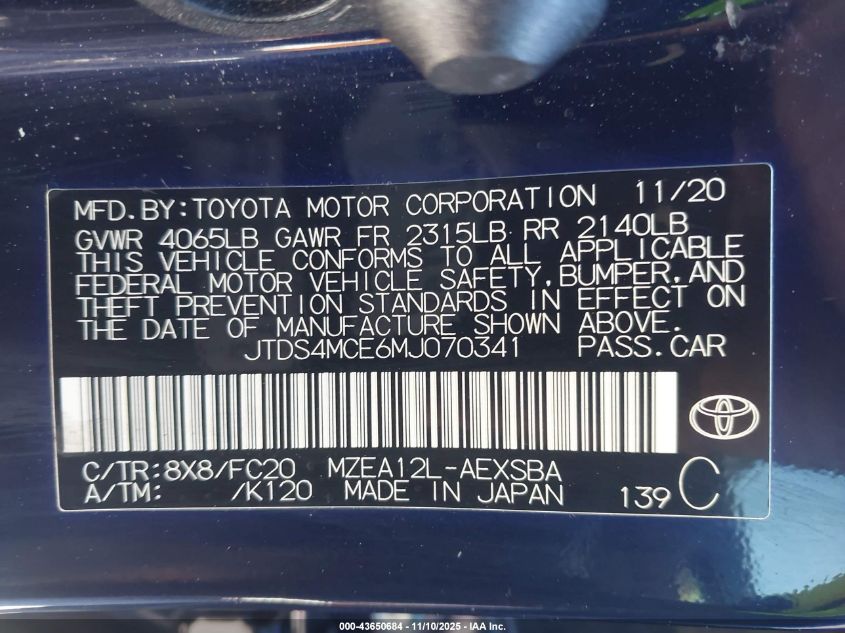 MFD.BY:TOYOTA MOTOR CORPORATION 11/20
GVWR 4065LB GAWR FR 2315LB RR 2140LB
THIS VEHICLE CONFORMS TO ALL APPLICABLE
FEDERAL MOTOR VEHICLE SAFETY,BUMPER,AND
THEFT PREVENTION STANDARDS IN EFFECT ON
THE DATE OF MANUFACTURE SHOWN ABOVE.
JTDS4MCE6MJ070341 PASS.CAR
C/TR:8X8/FC20 MZEA12L-AEXSBA
A/TM: /K120 MADE IN JAPAN 139 C
000-43650684 - 11/10/2025 - IAA Inc.